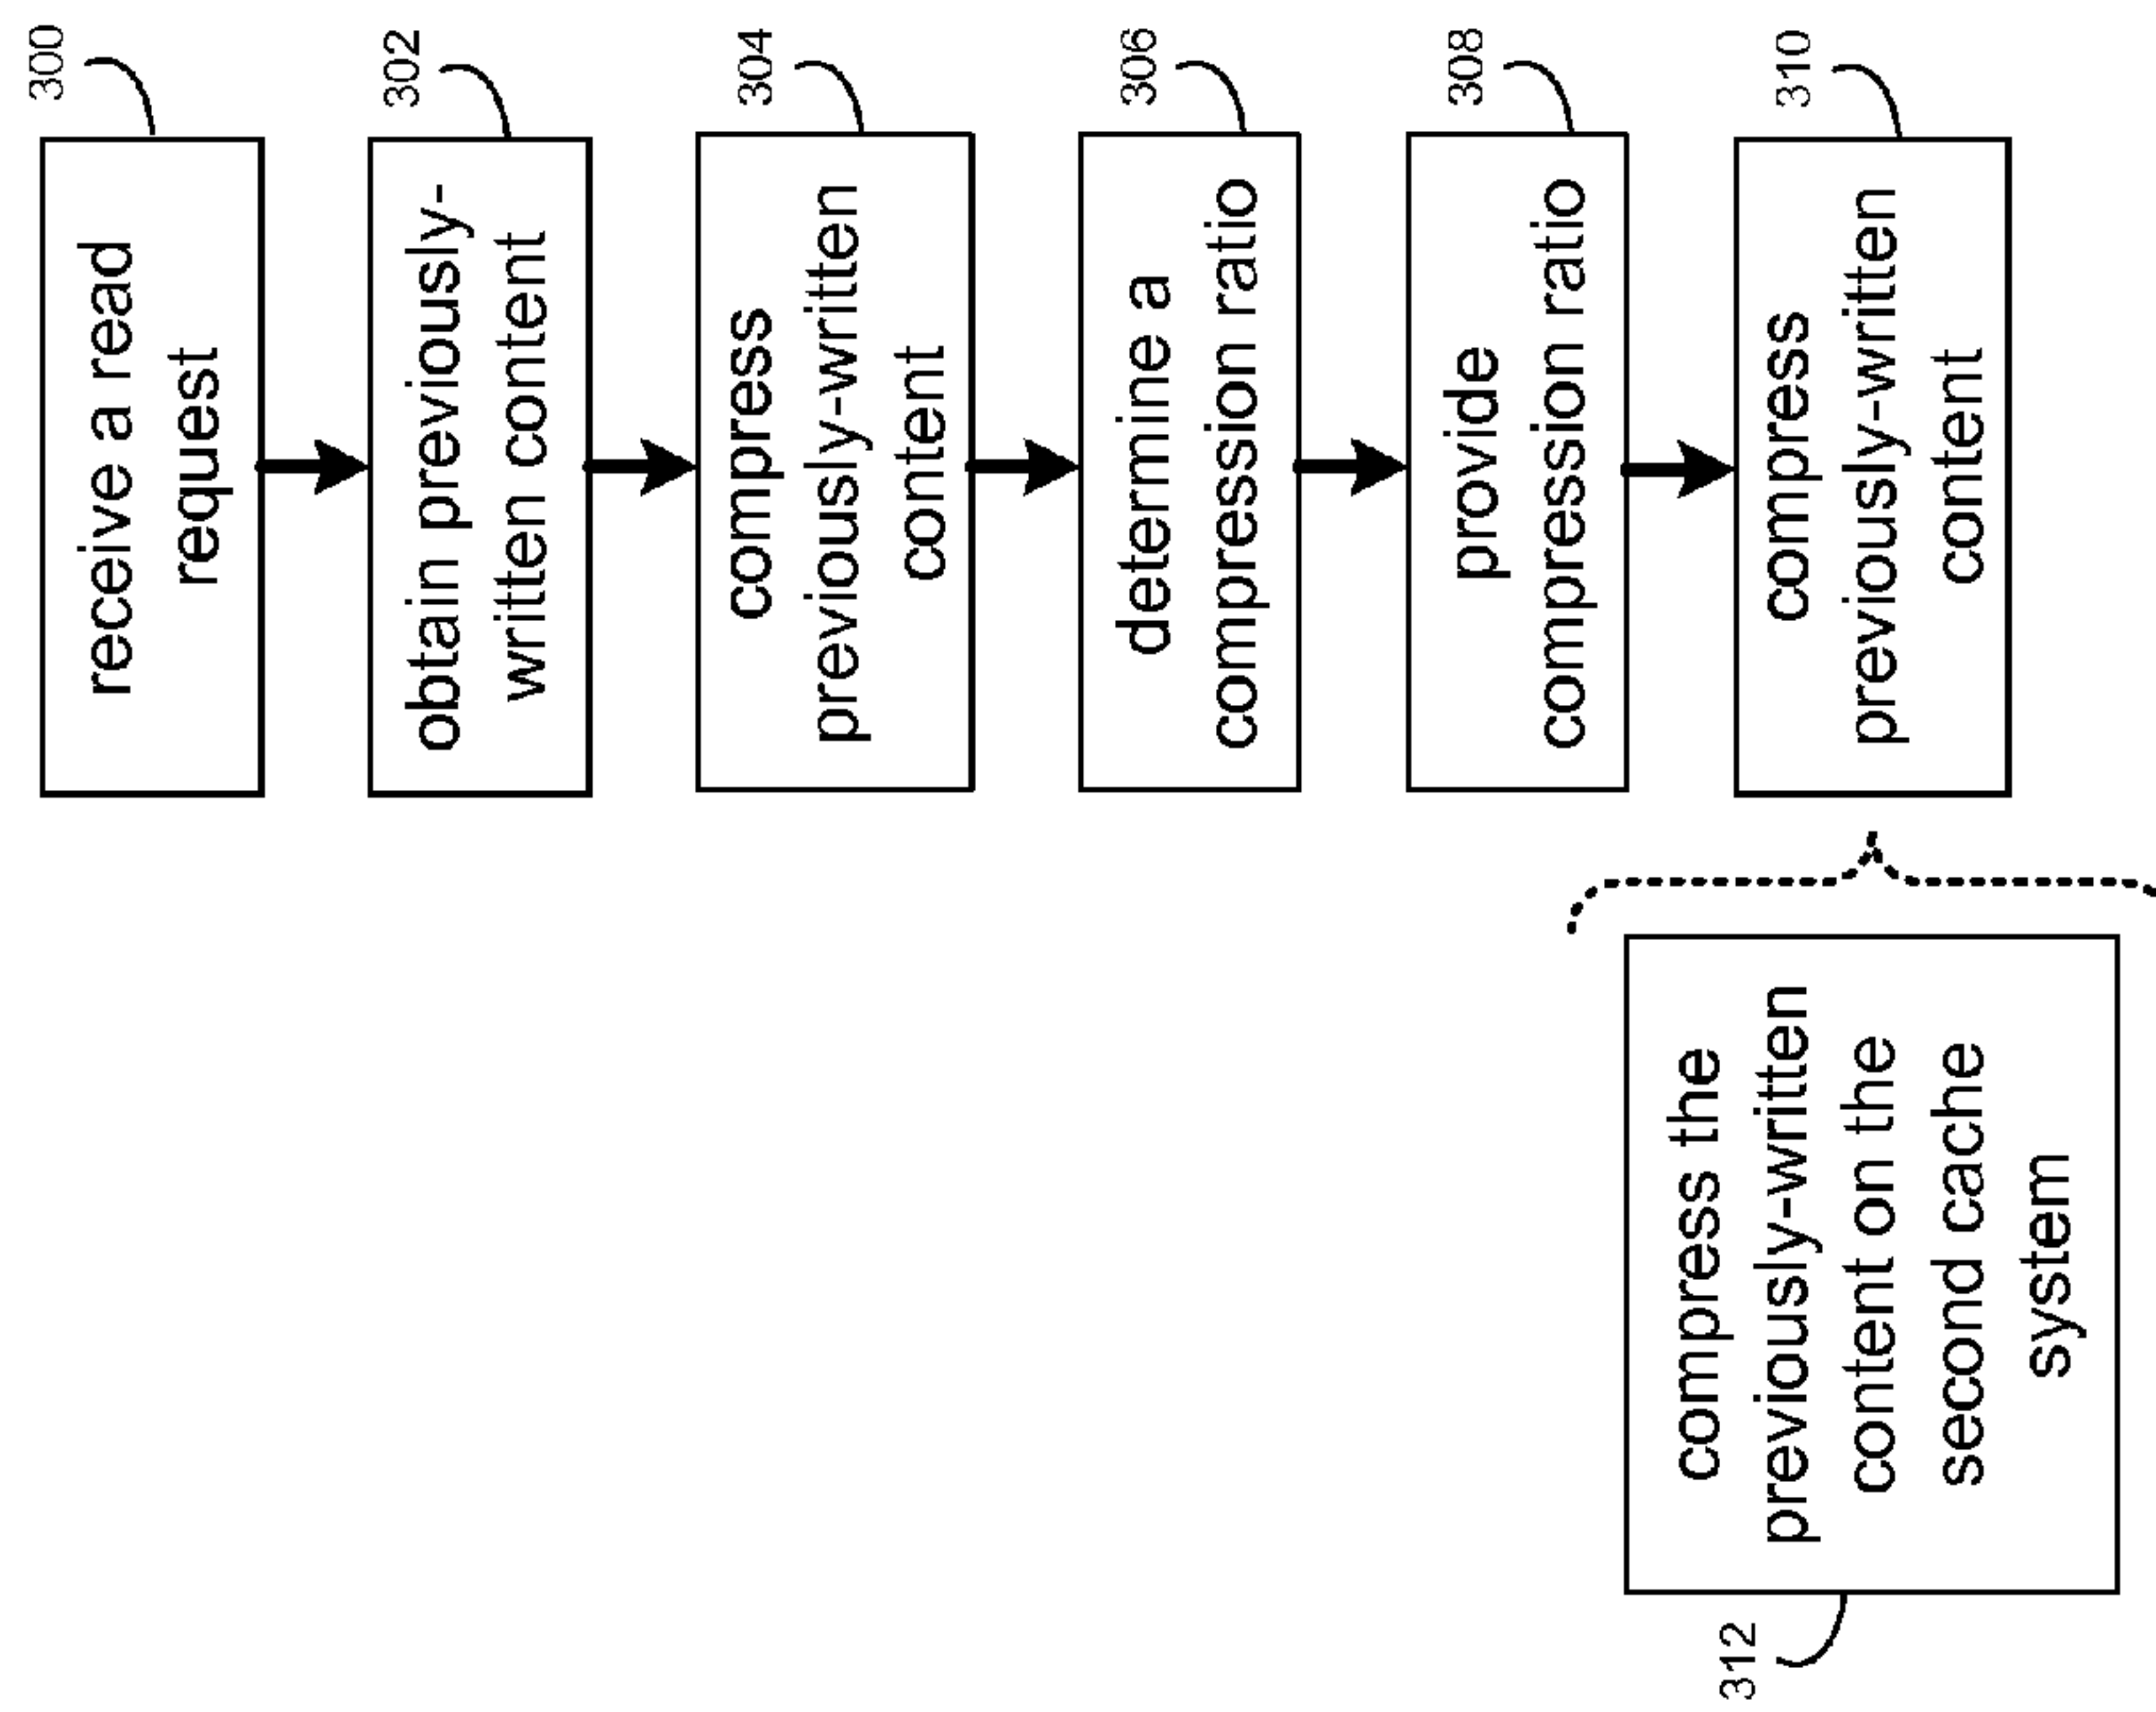 300
receive a read
request
302
obtain previously-
written content
304
compress
previously-written
content
306
determine a
compression ratio
308
provide
compression ratio
310
compress
previously-written
content
312
compress the
previously-written
content on the
second cache
system